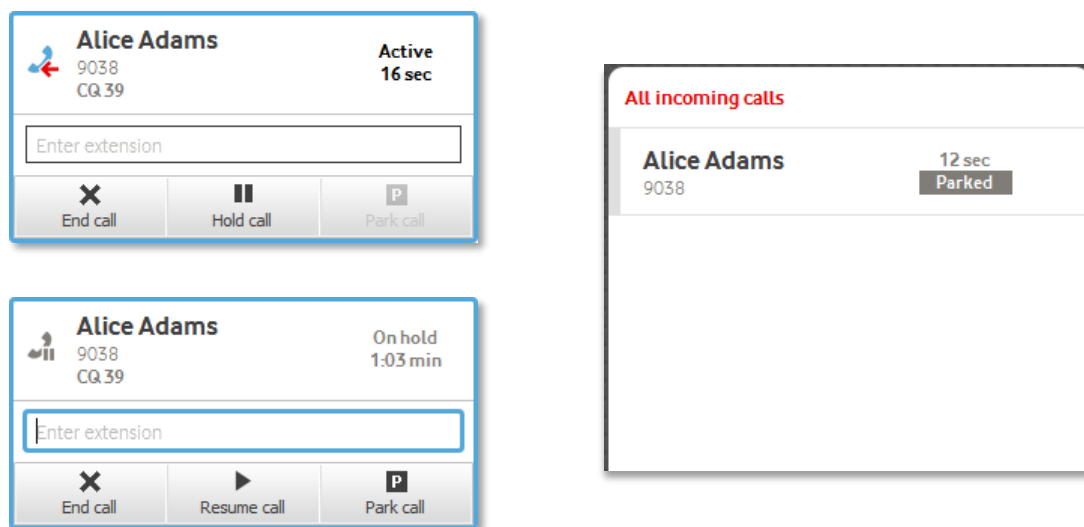 Alice Adams
9038
CQ 39
Active
16 sec
Enter extension
End call
Hold call
P
Park call
Alice Adams
9038
CQ 39
On hold
1:03 min
Enter extension
End call
Resume call
P
Park call
All incoming calls
Alice Adams
9038
12 sec
Parked